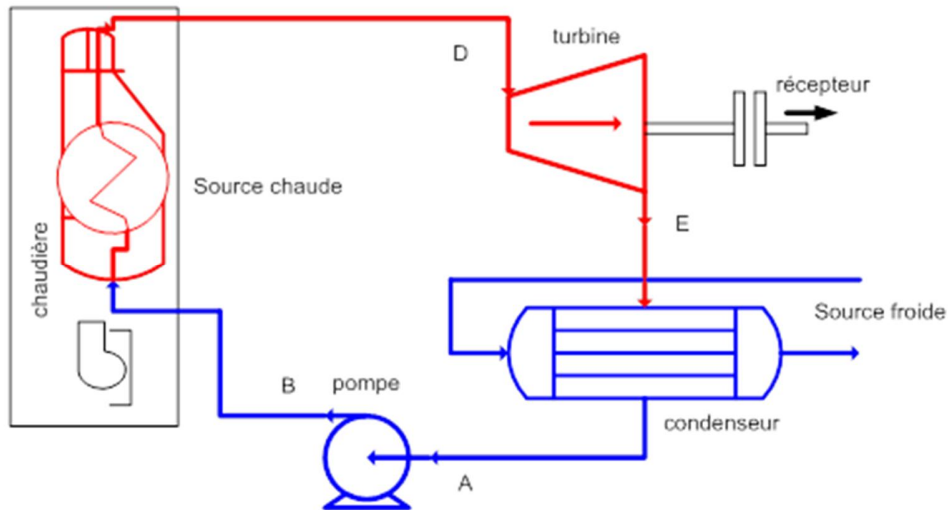 turbine
D
récepteur
Source chaude
chaudière
E
Source froide
B
pompe
condenseur
A